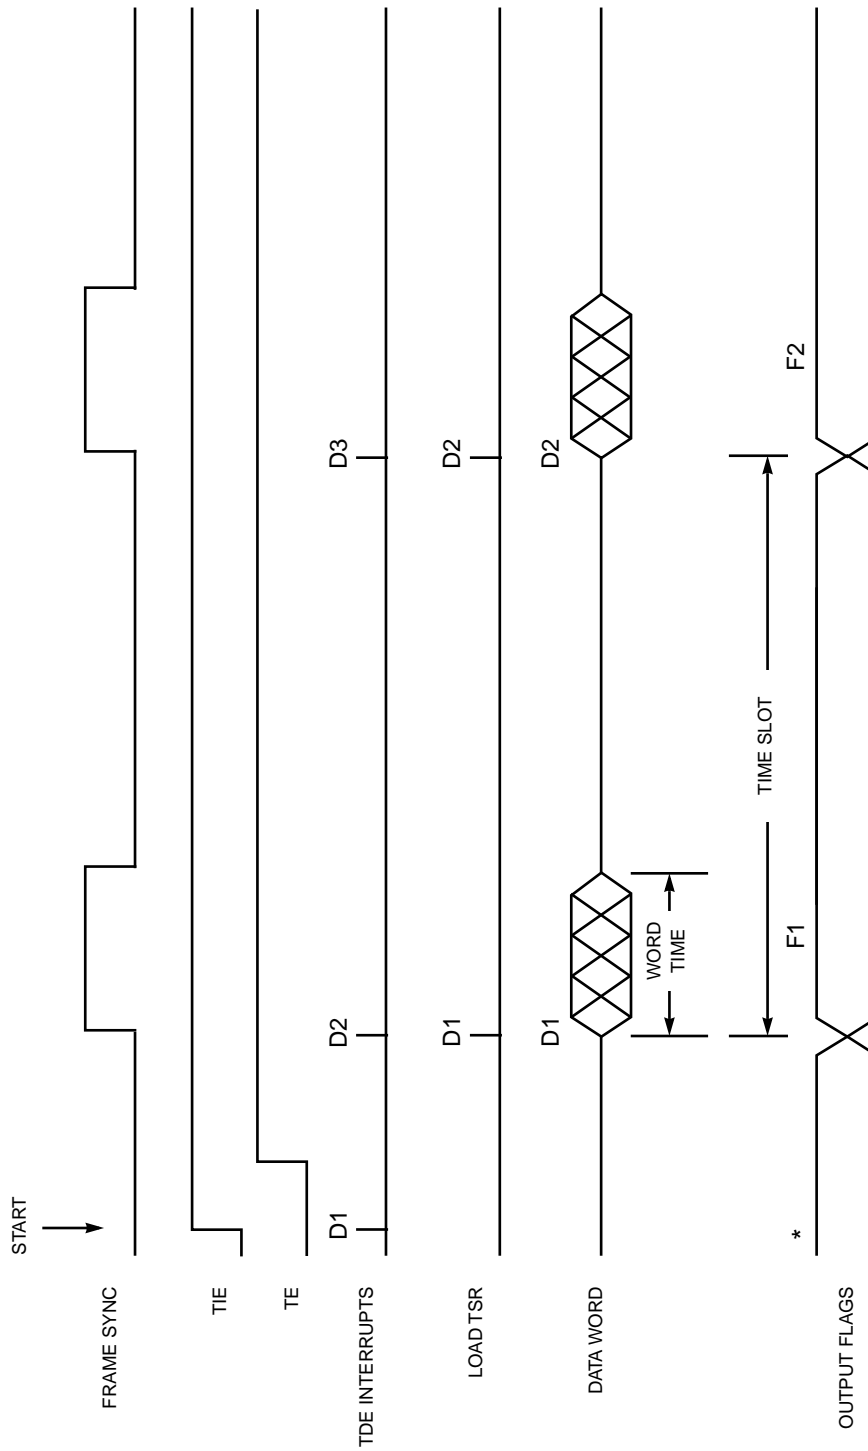 START
FRAME SYNC
TIE
TE
TDE INTERRUPTS
D1
D2
D3
LOAD TSR
D1
D2
DATA WORD
D1
D2
WORD
TIME
TIME SLOT
OUTPUT FLAGS
*
F1
F2